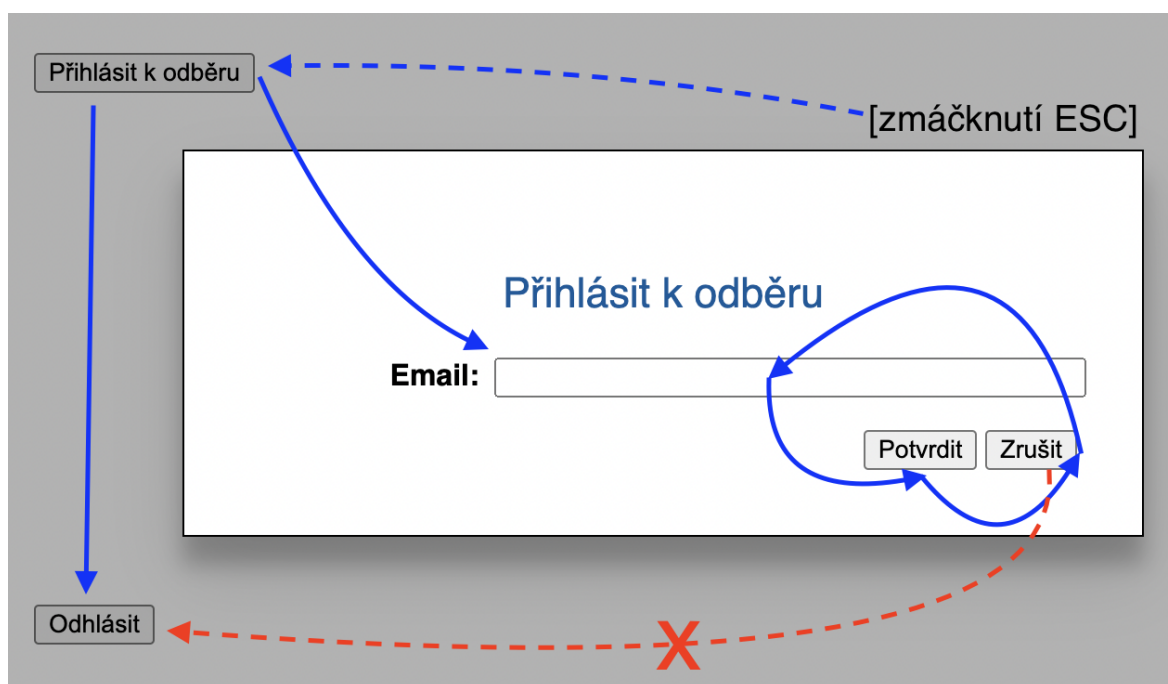 Přihlásit k odběru
[zmáčknutí ESC]
Přihlásit k odběru
Email:
Potvrdit Zrušit
Odhlásit
X